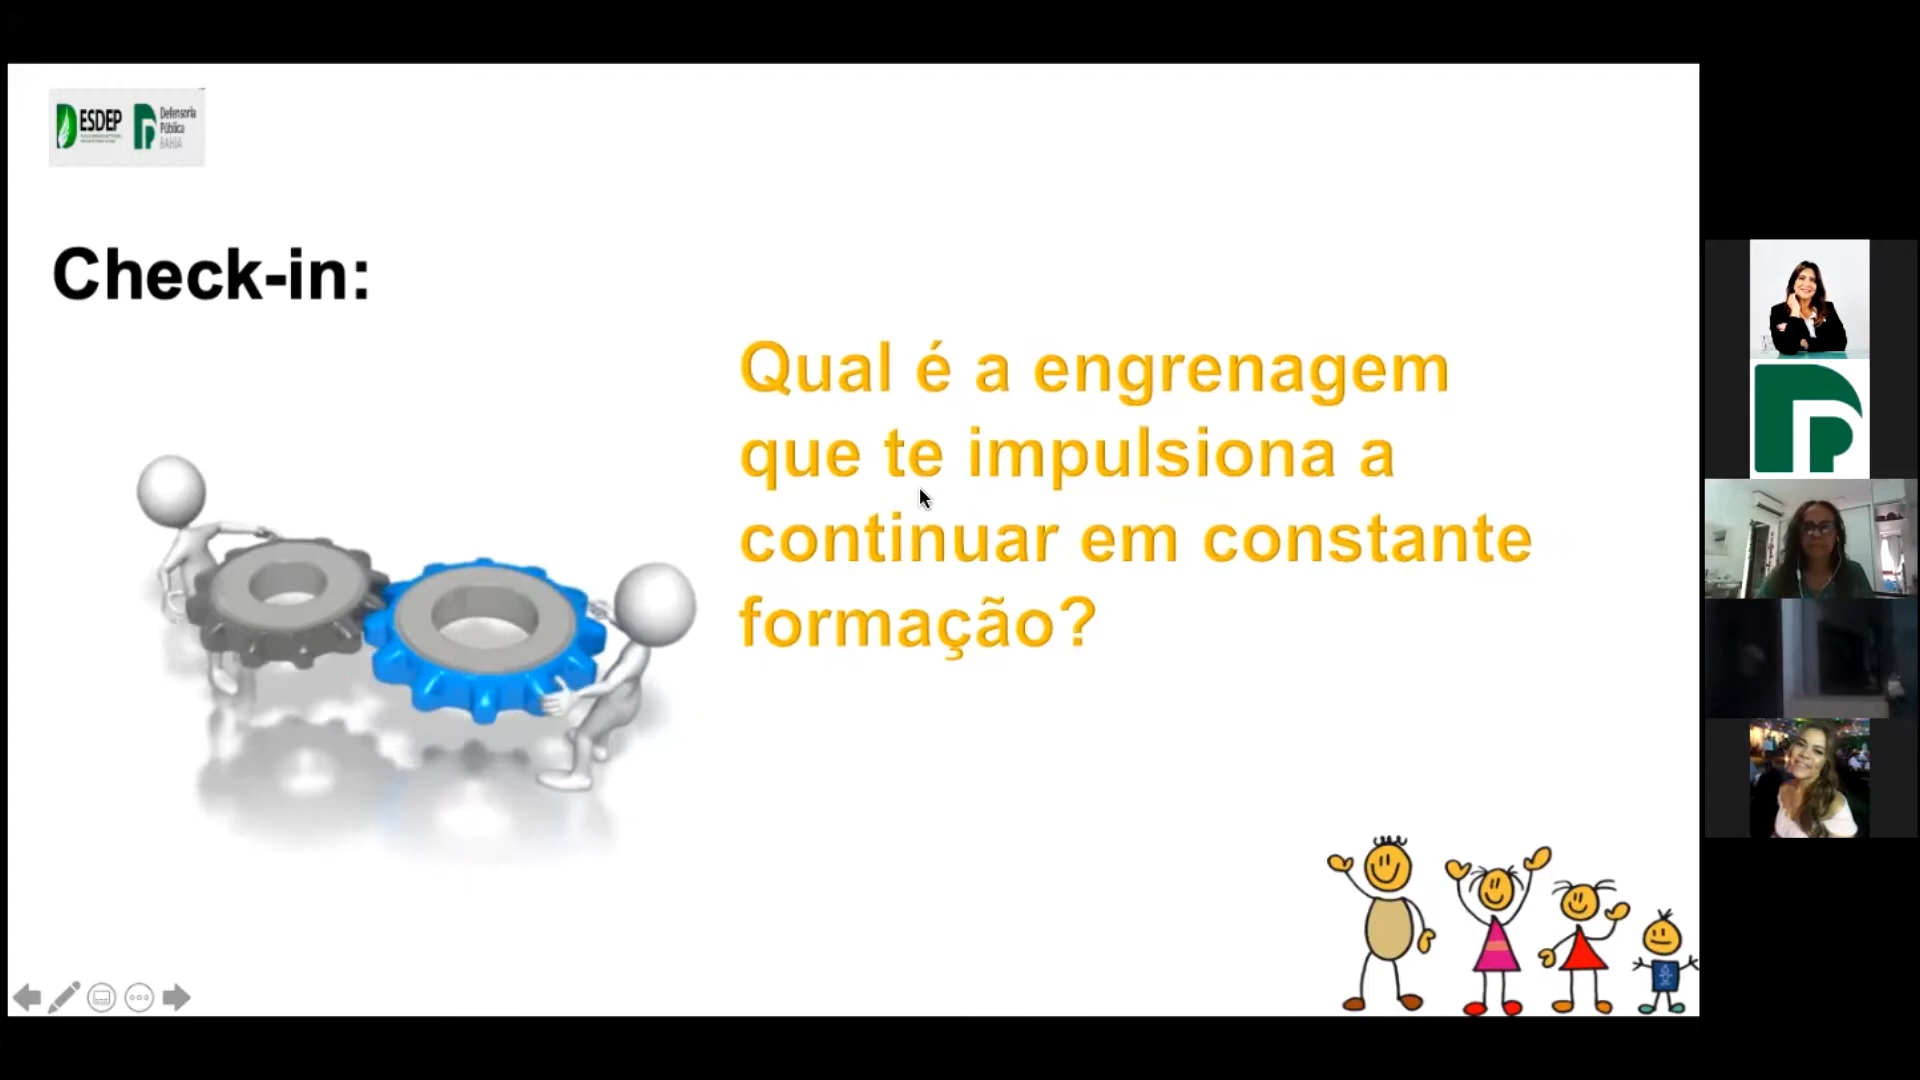 ESDEP
Defensoria
Pública
BAHIA
Check-in:
Qual é a engrenagem
que te impulsiona a
continuar em constante
formação?